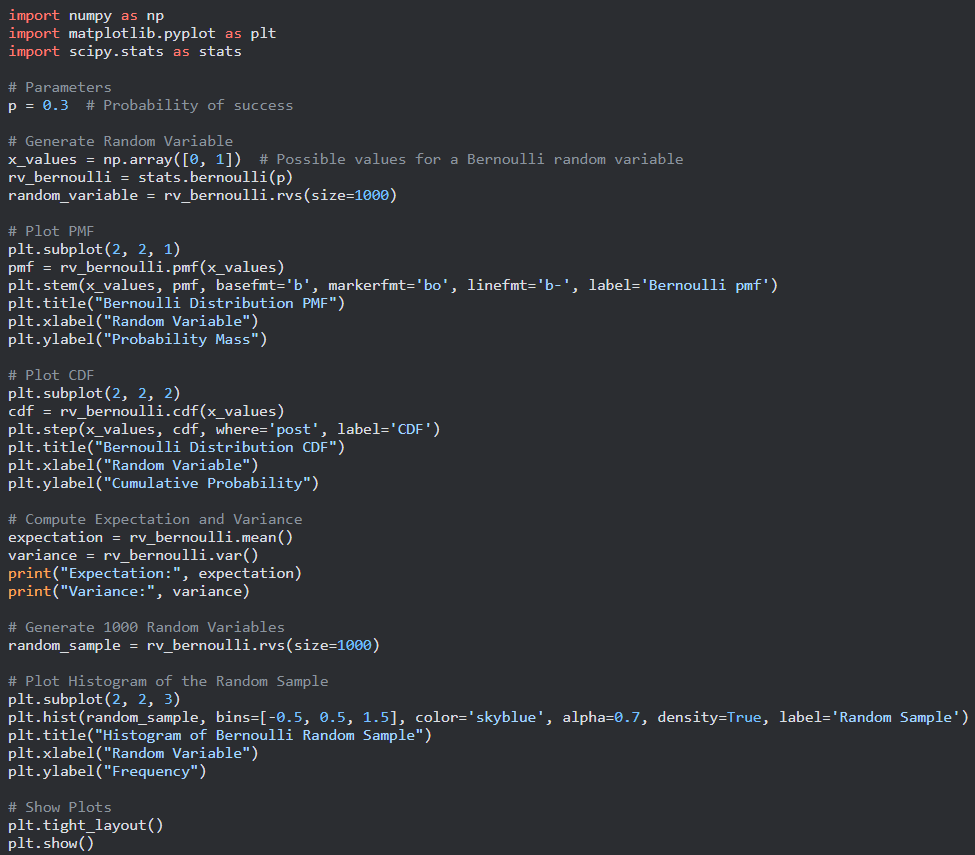 import numpy as np
import matplotlib.pyplot as plt
import scipy.stats as stats

# Parameters
p = 0.3  # Probability of success

# Generate Random Variable
x_values = np.array([0, 1])  # Possible values for a Bernoulli random variable
rv_bernoulli = stats.bernoulli(p)
random_variable = rv_bernoulli.rvs(size=1000)

# Plot PMF
plt.subplot(2, 2, 1)
pmf = rv_bernoulli.pmf(x_values)
plt.stem(x_values, pmf, basefmt='b', markerfmt='bo', linefmt='b-', label='Bernoulli pmf')
plt.title("Bernoulli Distribution PMF")
plt.xlabel("Random Variable")
plt.ylabel("Probability Mass")

# Plot CDF
plt.subplot(2, 2, 2)
cdf = rv_bernoulli.cdf(x_values)
plt.step(x_values, cdf, where='post', label='CDF')
plt.title("Bernoulli Distribution CDF")
plt.xlabel("Random Variable")
plt.ylabel("Cumulative Probability")

# Compute Expectation and Variance
expectation = rv_bernoulli.mean()
variance = rv_bernoulli.var()
print("Expectation:", expectation)
print("Variance:", variance)

# Generate 1000 Random Variables
random_sample = rv_bernoulli.rvs(size=1000)

# Plot Histogram of the Random Sample
plt.subplot(2, 2, 3)
plt.hist(random_sample, bins=[-0.5, 0.5, 1.5], color='skyblue', alpha=0.7, density=True, label='Random Sample')
plt.title("Histogram of Bernoulli Random Sample")
plt.xlabel("Random Variable")
plt.ylabel("Frequency")

# Show Plots
plt.tight_layout()
plt.show()